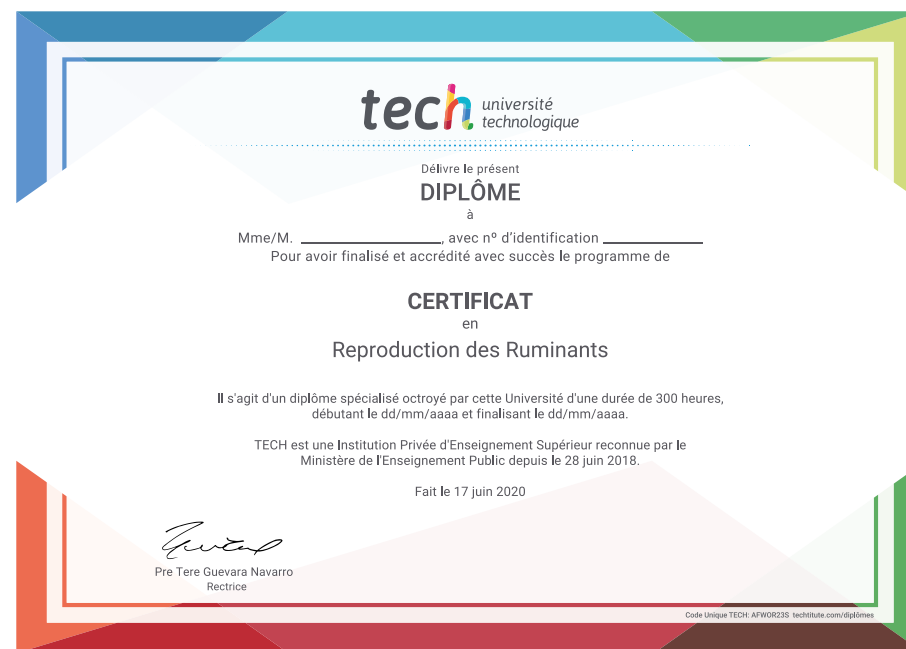 tech université
technologique
Délivre le présent
DIPLÔME
à
Mme/M. ____________________, avec nº d'identification ______________
Pour avoir finalisé et accrédité avec succès le programme de
CERTIFICAT
en
Reproduction des Ruminants
Il s'agit d'un diplôme spécialisé octroyé par cette Université d'une durée de 300 heures,
débutant le dd/mm/aaaa et finalisant le dd/mm/aaaa.
TECH est une Institution Privée d'Enseignement Supérieur reconnue par le
Ministère de l'Enseignement Public depuis le 28 juin 2018.
Fait le 17 juin 2020
Pre Tere Guevara Navarro
Rectrice
Code Unique TECH: AFWOR23S techtitute.com/diplômes